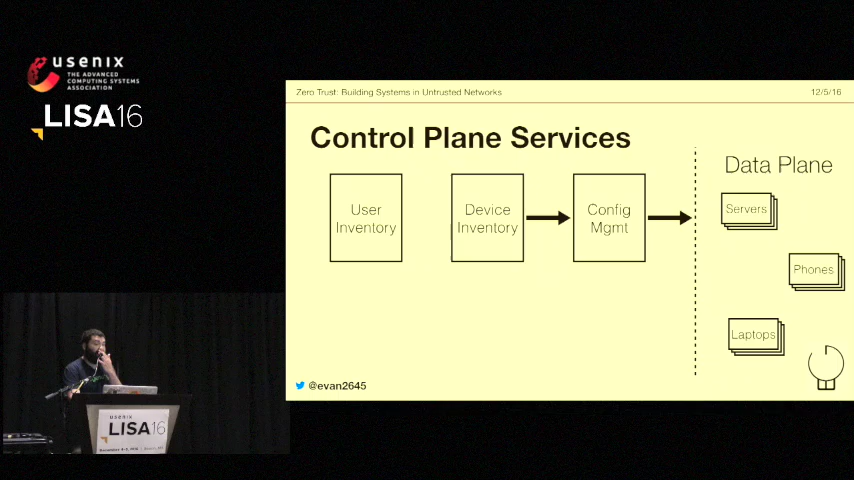 usenix
THE ADVANCED
COMPUTING SYSTEMS
ASSOCIATION
LISA16
Zero Trust: Building Systems in Untrusted Networks
12/5/16
Control Plane Services
Data Plane
User
Inventory
Device
Inventory
Config
Mgmt
Servers
Phones
Laptops
@evan2645
usenix
LISA16